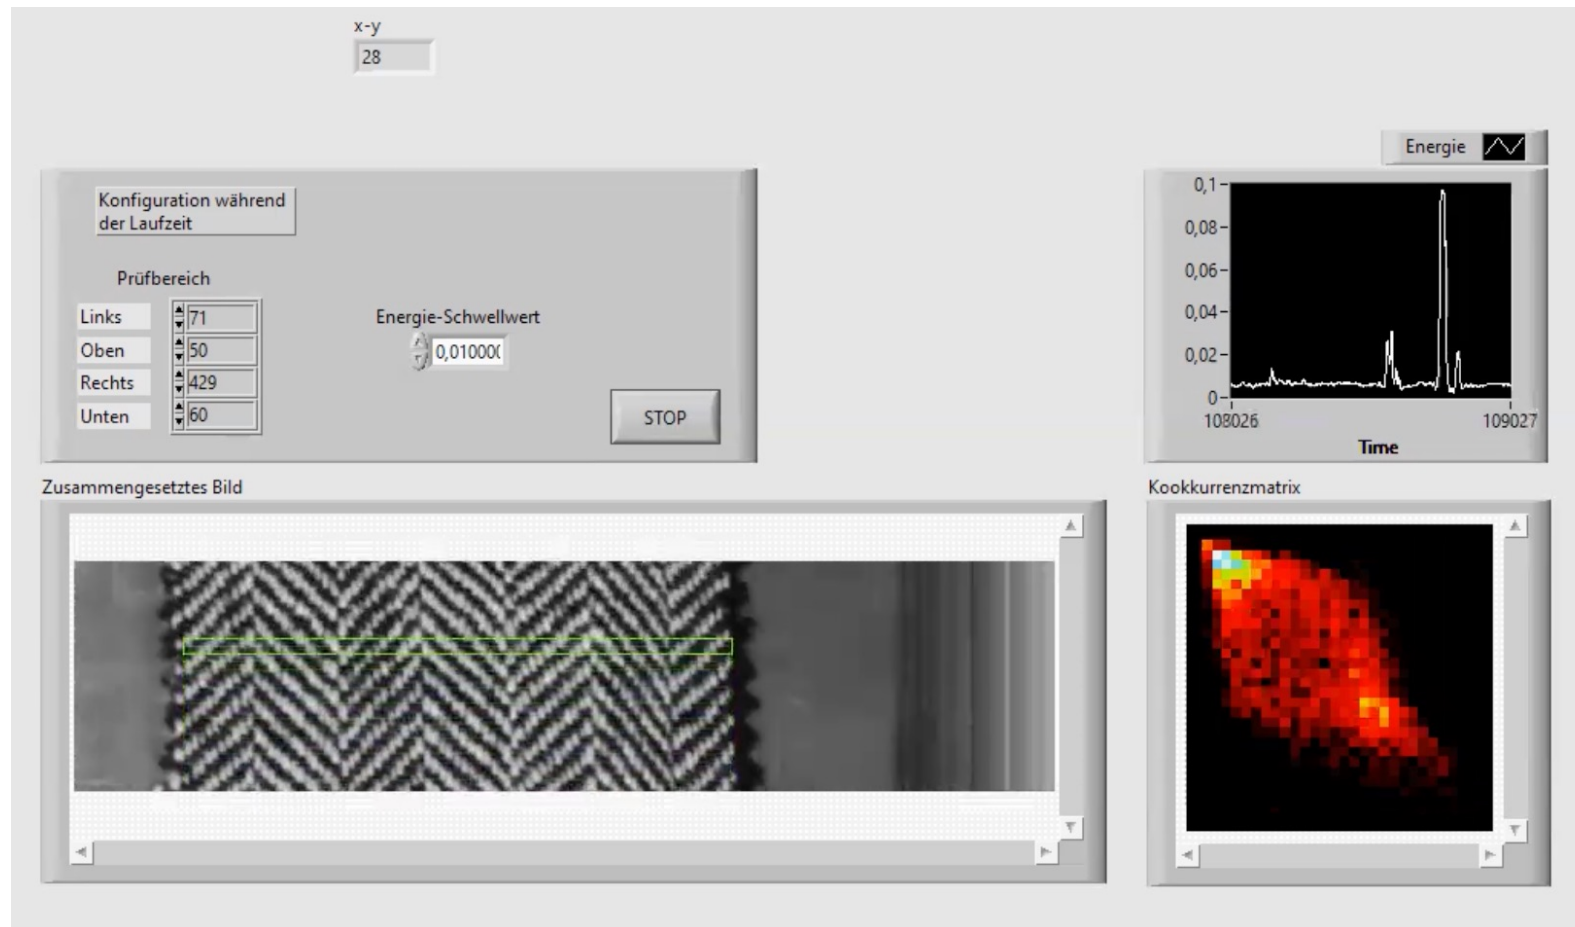 x-y
28
Energie
Konfiguration während
der Laufzeit
Prüfbereich
Links 71
Oben 50
Rechts 429
Unten 60
Energie-Schwellwert
0,010000
STOP
0,1
0,08
0,06
0,04
0,02
0
108026 109027
Time
Zusammengesetztes Bild
Kookkurrenzmatrix